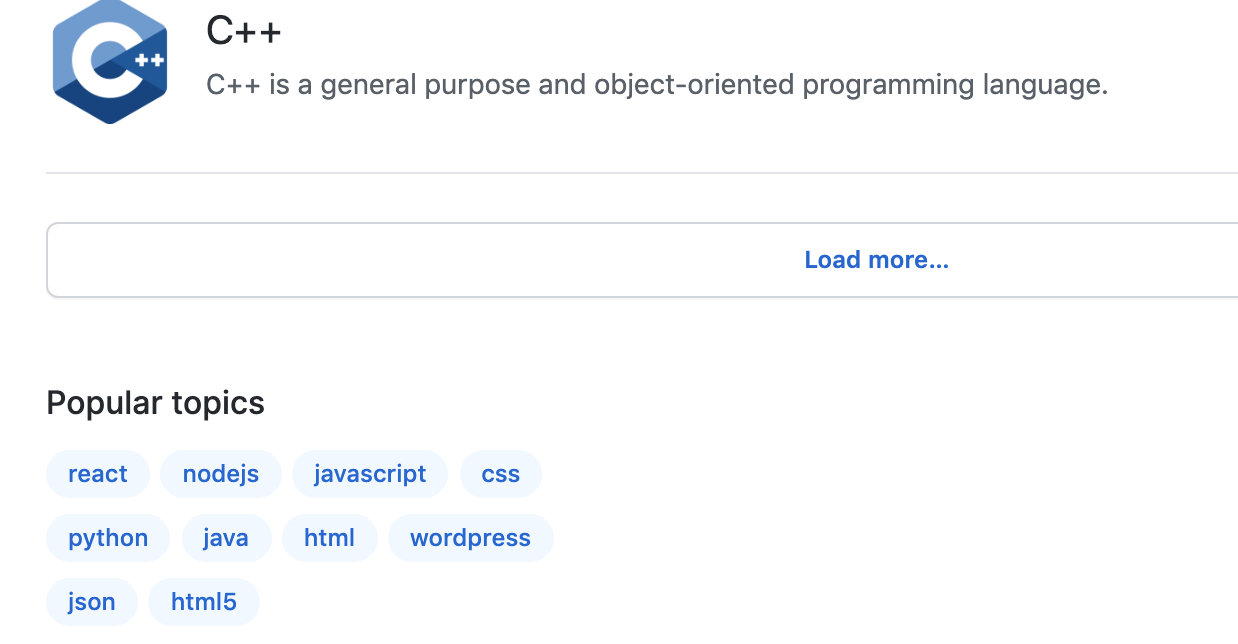 C++
C++ is a general purpose and object-oriented programming language.
Load more...
Popular topics
react nodejs javascript css
python java html wordpress
json html5